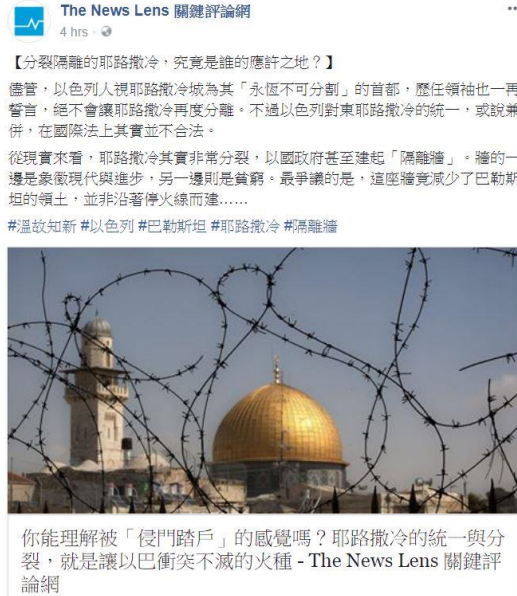 The News Lens 關鍵評論網
4 hrs ·
【分裂隔離的耶路撒冷,究竟是誰的應許之地?】
儘管,以色列人視耶路撒冷城為其「永恆不可分割」的首都,歷任領袖也一再
誓言,絕不會讓耶路撒冷再度分離。不過以色列對東耶路撒冷的統一,或說兼
併,在國際法上其實並不合法。
從現實來看,耶路撒冷其實非常分裂,以國政府甚至建起「隔離牆」。牆的一
邊是象徵現代與進步,另一邊則是貧窮。最爭議的是,這座牆竟減少了巴勒斯
坦的領土,並非沿著停火線而建……
#溫故知新 #以色列 #巴勒斯坦 #耶路撒冷 #隔離牆
你能理解被「侵門踏戶」的感覺嗎?耶路撒冷的統一與分
裂,就是讓以巴衝突不滅的火種 - The News Lens 關鍵評
論網